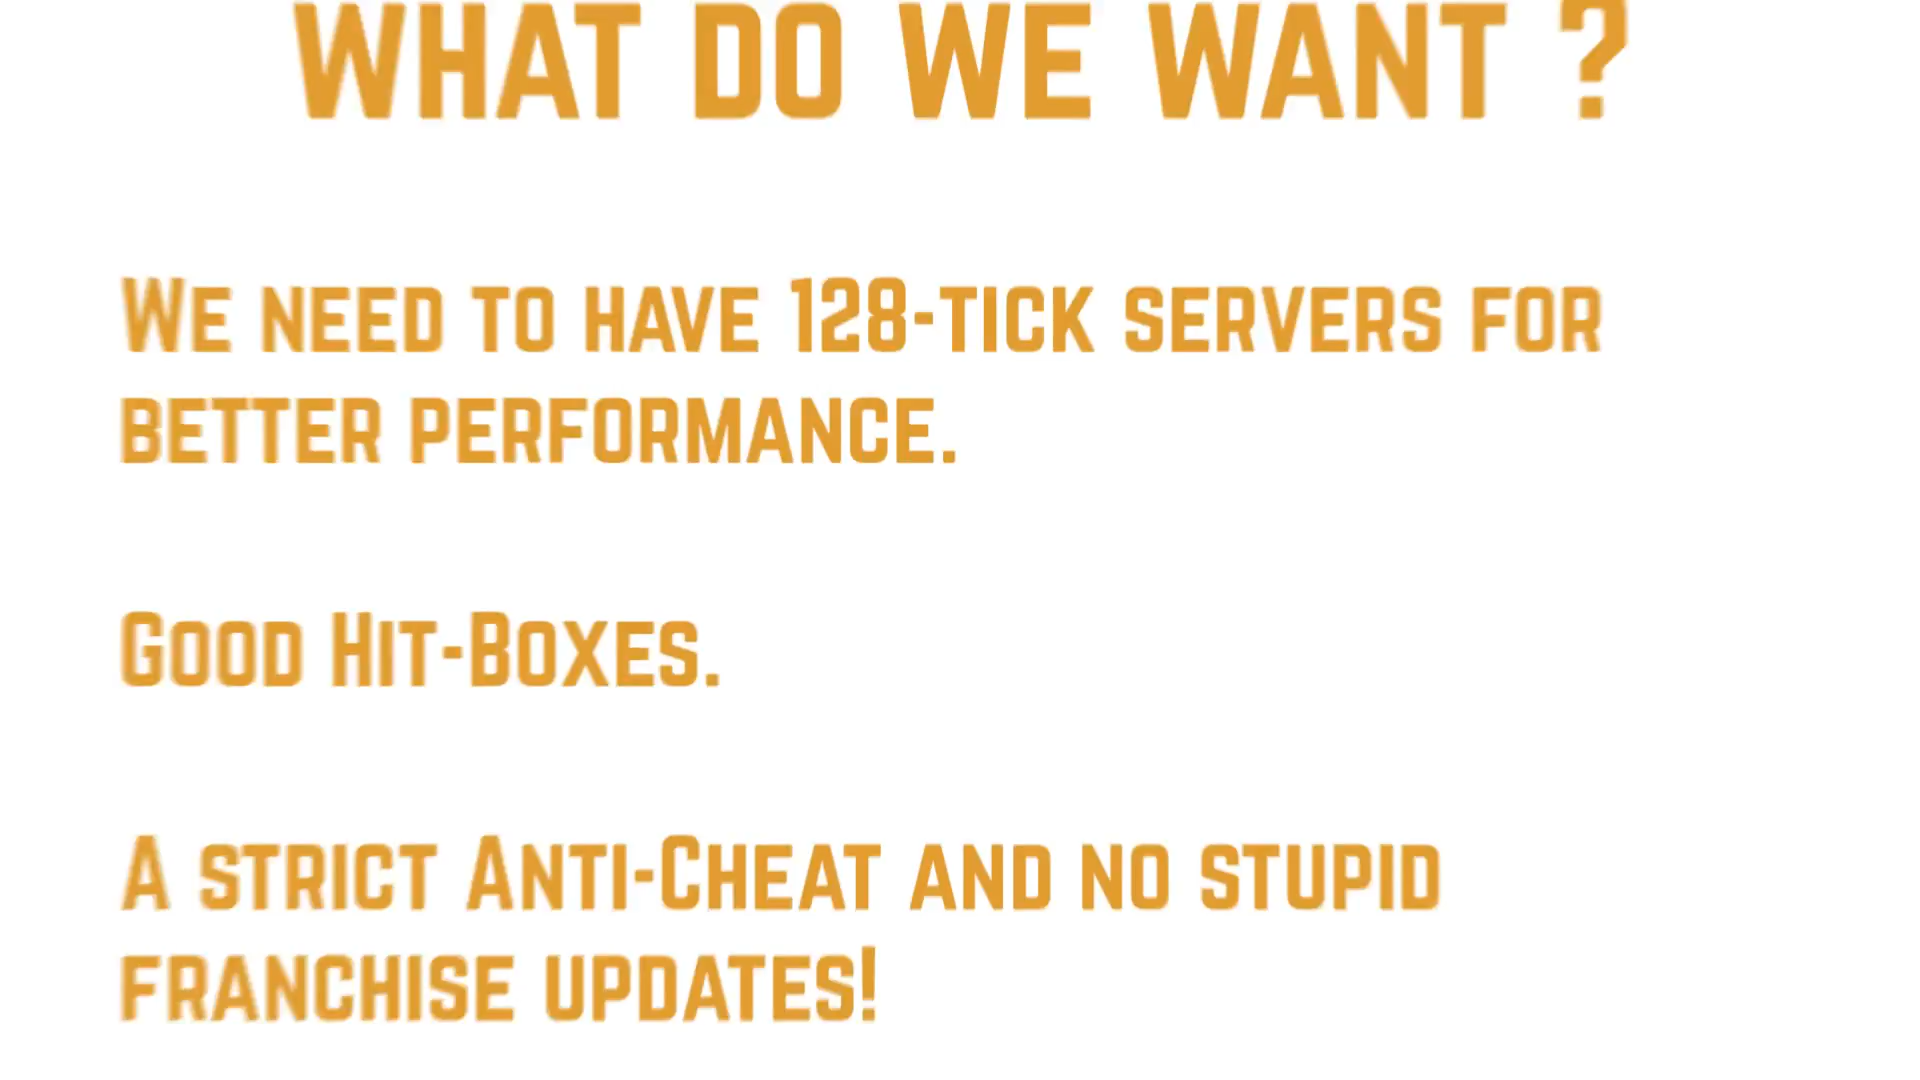 WHAT DO WE WANT ?
We need to have 128-tick servers for
better performance.
Good Hit-Boxes.
A strict Anti-Cheat and no stupid
franchise updates!